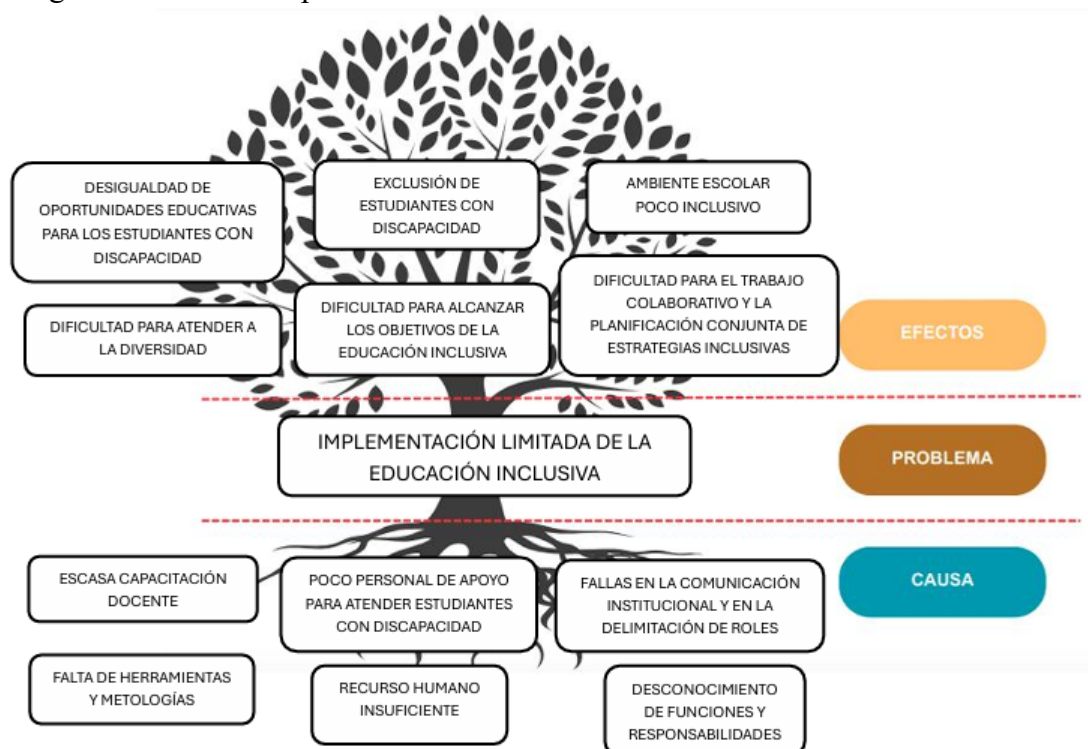 DESIGUALDAD DE
OPORTUNIDADES EDUCATIVAS
PARA LOS ESTUDIANTES CON
DISCAPACIDAD
EXCLUSIÓN DE
ESTUDIANTES CON
DISCAPACIDAD
AMBIENTE ESCOLAR
POCO INCLUSIVO
DIFICULTAD PARA ATENDER A
LA DIVERSIDAD
DIFICULTAD PARA ALCANZAR
LOS OBJETIVOS DE LA
EDUCACIÓN INCLUSIVA
DIFICULTAD PARA EL TRABAJO
COLABORATIVO Y LA
PLANIFICACIÓN CONJUNTA DE
ESTRATEGIAS INCLUSIVAS
EFECTOS
IMPLEMENTACIÓN LIMITADA DE LA
EDUCACIÓN INCLUSIVA
PROBLEMA
ESCASA CAPACITACIÓN
DOCENTE
POCO PERSONAL DE APOYO
PARA ATENDER ESTUDIANTES
CON DISCAPACIDAD
FALLAS EN LA COMUNICACIÓN
INSTITUCIONAL Y EN LA
DELIMITACIÓN DE ROLES
CAUSA
FALTA DE HERRAMIENTAS
Y METOLOGÍAS
RECURSO HUMANO
INSUFICIENTE
DESCONOCIMIENTO
DE FUNCIONES Y
RESPONSABILIDADES